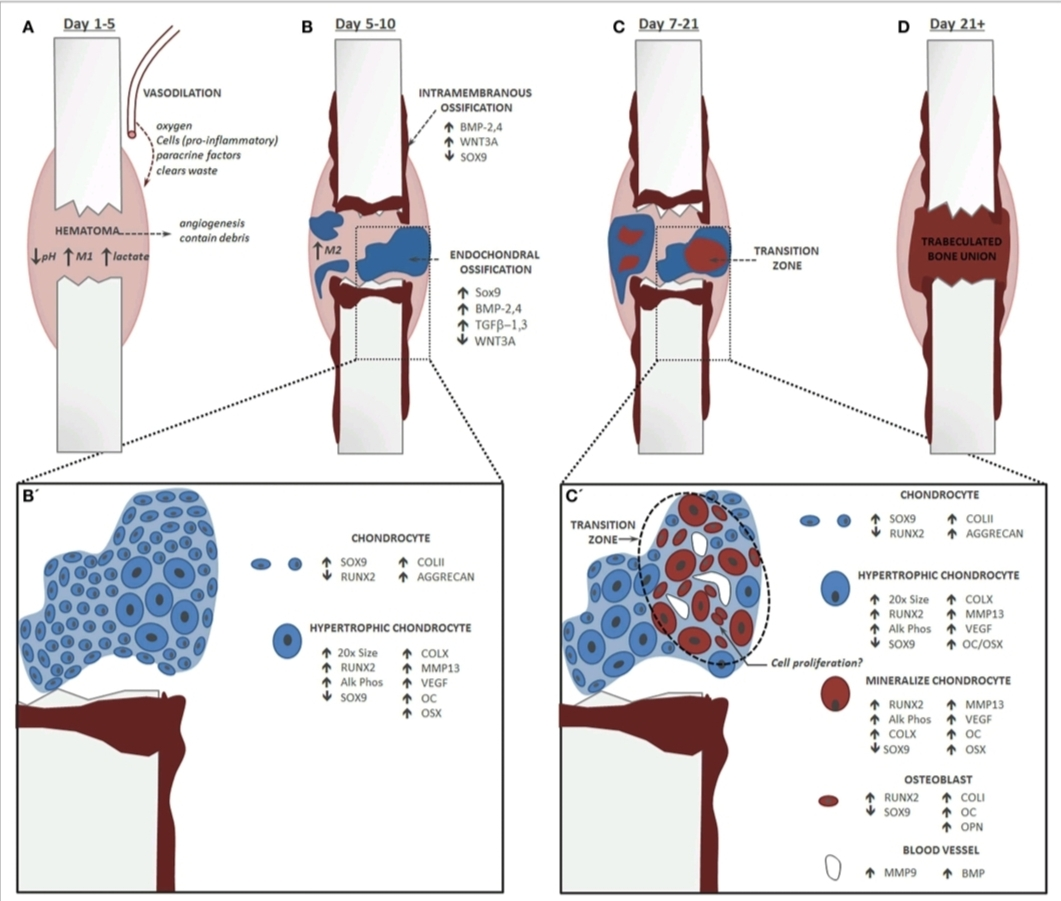 A
Day 1-5
VASODILATION
oxygen
Cells (pro-inflammatory)
paracrine factors
clears waste
HEMATOMA
angiogenesis
contain debris
↓pH ↑M1 ↑lactate
B
Day 5-10
INTRAMEMBRANOUS
OSSIFICATION
↑ BMP-2,4
↑ WNT3A
↓ SOX9
↑M2
ENDOCHONDRAL
OSSIFICATION
↑ Sox9
↑ BMP-2,4
↑ TGFβ–1,3
↓ WNT3A
C
Day 7-21
TRANSITION
ZONE
D
Day 21+
TRABECULATED
BONE UNION
B´
CHONDROCYTE
↑ SOX9 ↑ COLII
↓ RUNX2 ↑ AGGRECAN
HYPERTROPHIC CHONDROCYTE
↑ 20x Size ↑ COLX
↑ RUNX2 ↑ MMP13
↑ Alk Phos ↑ VEGF
↓ SOX9 ↑ OC
↑ OSX
C´
TRANSITION
ZONE
Cell proliferation?
CHONDROCYTE
↑ SOX9 ↑ COLII
↓ RUNX2 ↑ AGGRECAN
HYPERTROPHIC CHONDROCYTE
↑ 20x Size ↑ COLX
↑ RUNX2 ↑ MMP13
↑ Alk Phos ↑ VEGF
↓ SOX9 ↑ OC/OSX
MINERALIZE CHONDROCYTE
↑ RUNX2 ↑ MMP13
↑ Alk Phos ↑ VEGF
↑ COLX ↑ OC
↓ SOX9 ↑ OSX
OSTEOBLAST
↑ RUNX2 ↑ COLI
↓ SOX9 ↑ OC
↑ OPN
BLOOD VESSEL
↑ MMP9 ↑ BMP